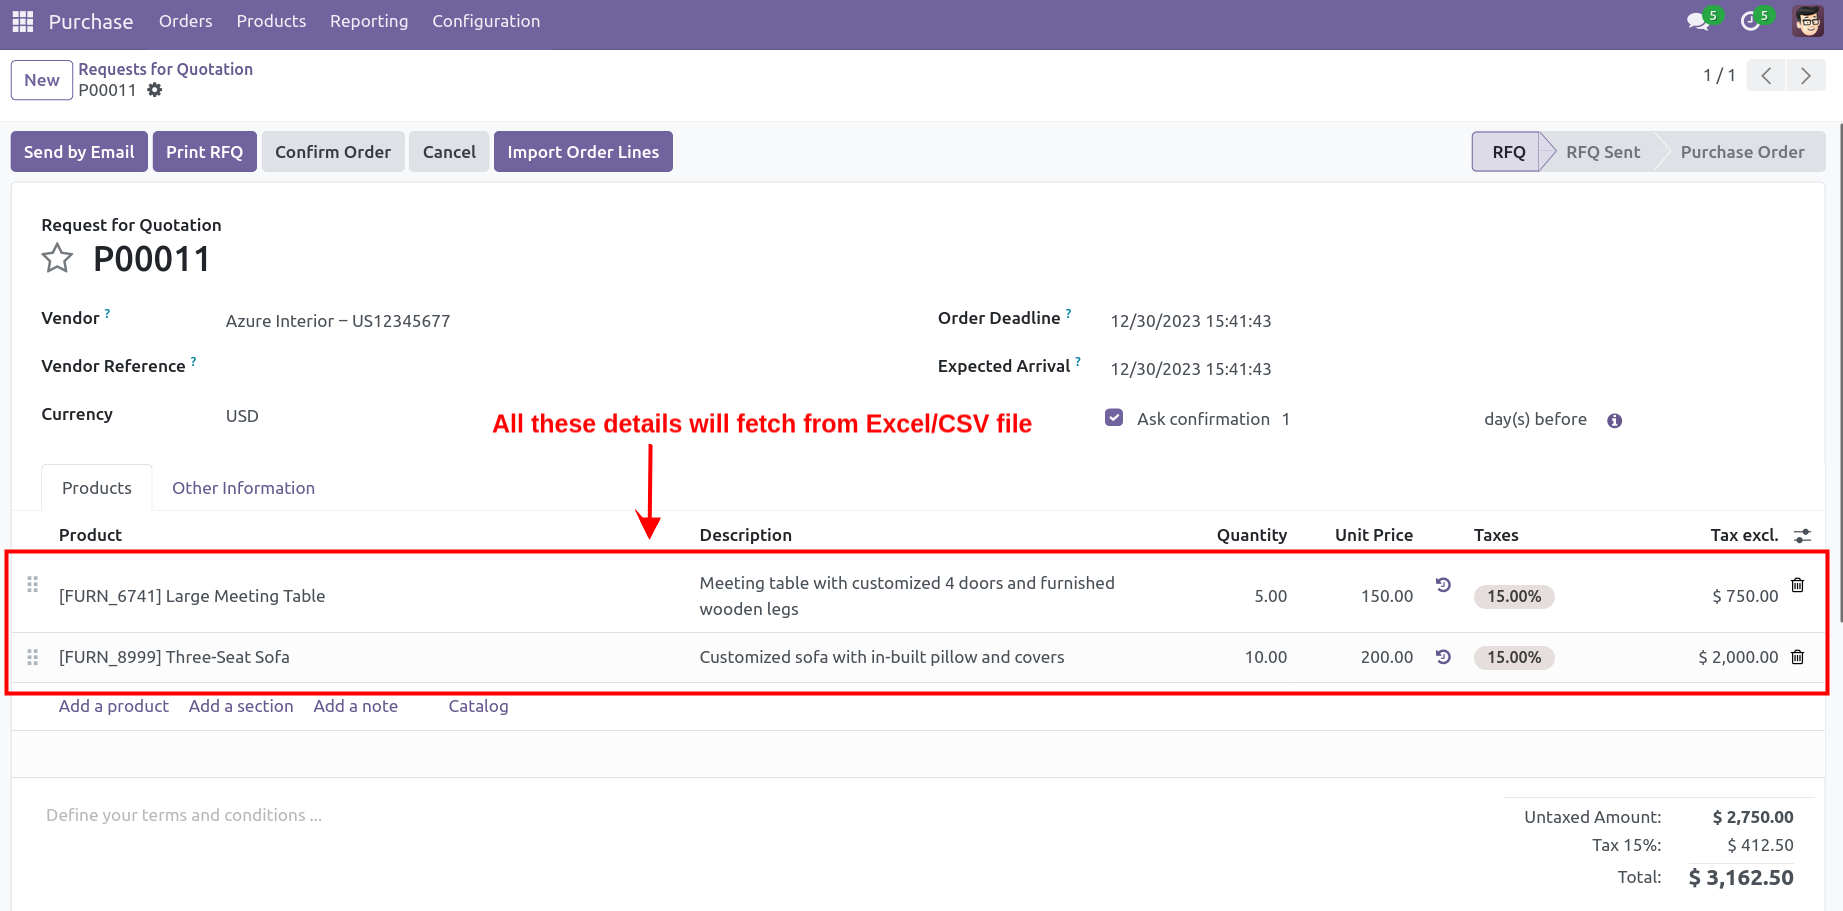 Purchase Orders Products Reporting Configuration 5 5
New Requests for Quotation
P00011
1 / 1
Send by Email Print RFQ Confirm Order Cancel Import Order Lines RFQ RFQ Sent Purchase Order
Request for Quotation
P00011
Vendor ? Azure Interior – US12345677 Order Deadline ? 12/30/2023 15:41:43
Vendor Reference ? Expected Arrival ? 12/30/2023 15:41:43
Currency USD Ask confirmation 1 day(s) before
All these details will fetch from Excel/CSV file
Products Other Information
Product Description Quantity Unit Price Taxes Tax excl.
[FURN_6741] Large Meeting Table Meeting table with customized 4 doors and furnished 5.00 150.00 15.00% $ 750.00
wooden legs
[FURN_8999] Three-Seat Sofa Customized sofa with in-built pillow and covers 10.00 200.00 15.00% $ 2,000.00
Add a product Add a section Add a note Catalog
Define your terms and conditions ...
Untaxed Amount: $ 2,750.00
Tax 15%: $ 412.50
Total: $ 3,162.50